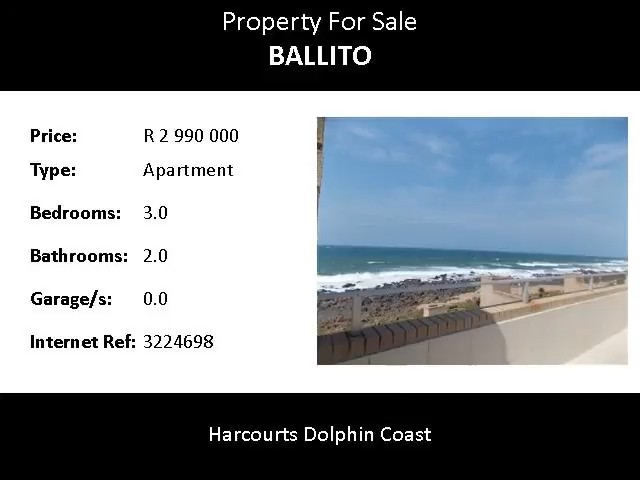 Property For Sale
BALLITO
Price: R 2 990 000
Type: Apartment
Bedrooms: 3.0
Bathrooms: 2.0
Garage/s: 0.0
Internet Ref: 3224698
Harcourts Dolphin Coast